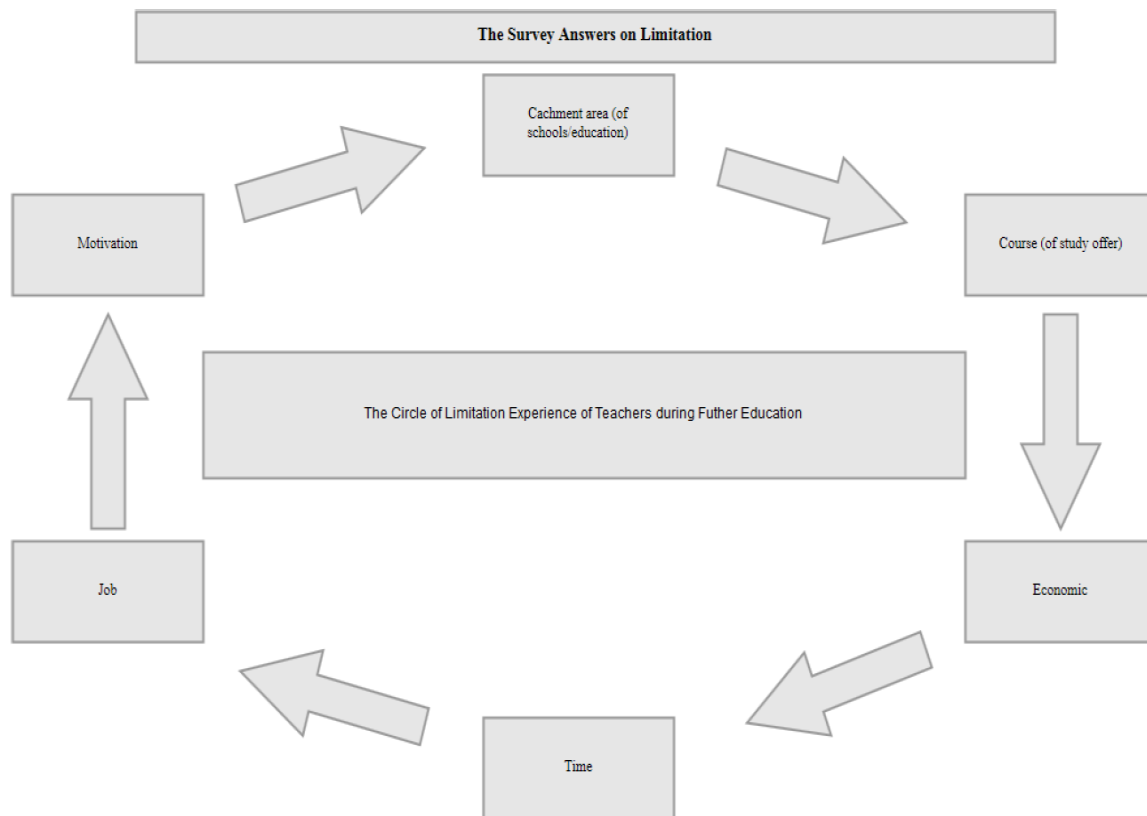 The Survey Answers on Limitation
Cachment area (of
schools/education)
Motivation
Course (of study offer)
The Circle of Limitation Experience of Teachers during Futher Education
Job
Economic
Time